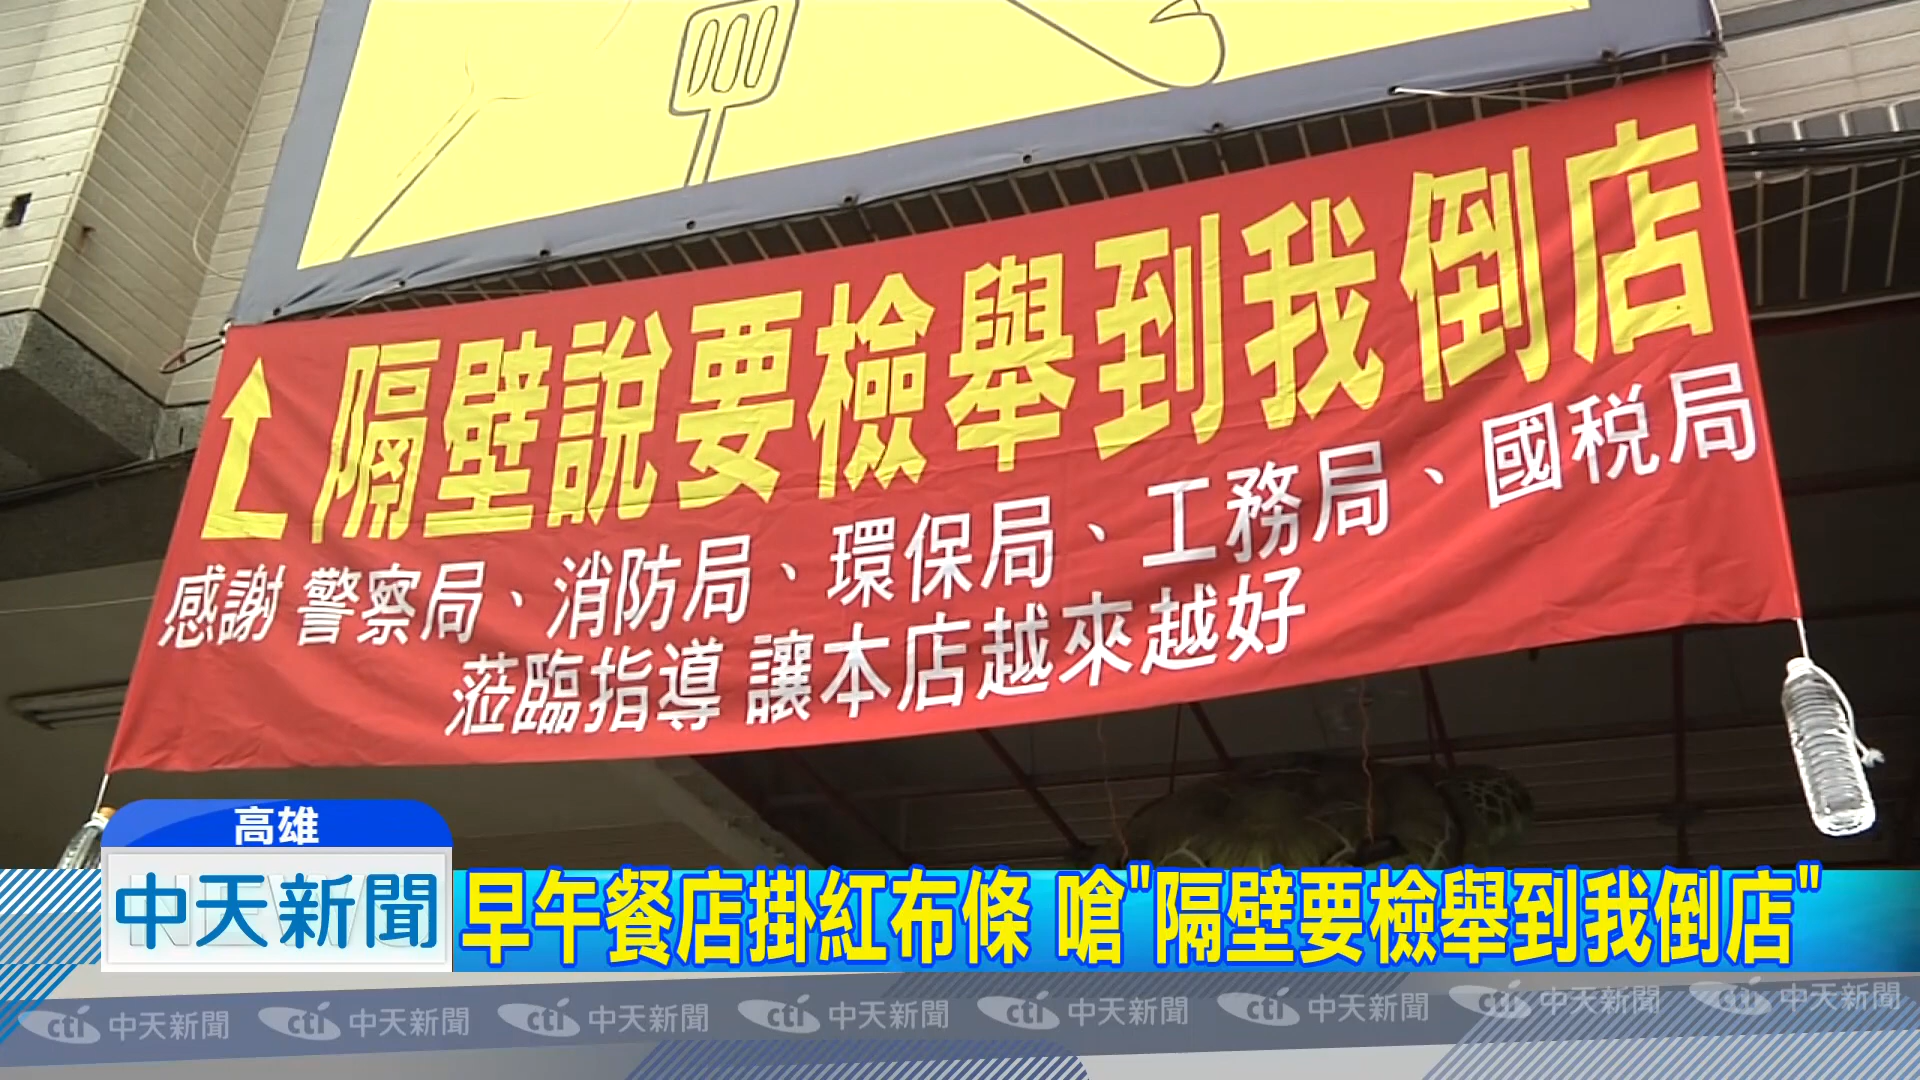 隔壁說要檢舉到我倒店
感謝 警察局、消防局、環保局、工務局、國税局
蒞臨指導 讓本店越來越好
高雄
中天新聞
早午餐店掛紅布條 嗆"隔壁要檢舉到我倒店"
cti 中天新聞 cti 中天新聞 cti 中天新聞 cti 中天新聞 cti 中天新聞 cti 中天新聞 cti 中天新聞 cti 中天新聞